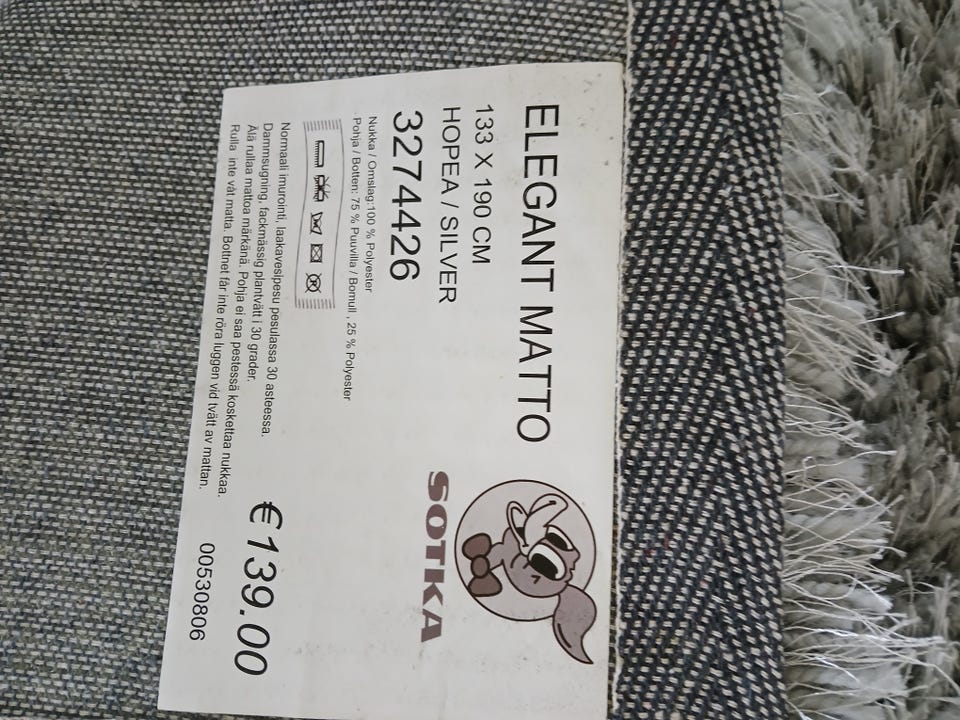 ELEGANT MATTO
133 X 190 CM
HOPEA / SILVER
3274426
Nukka / Omslag:100 % Polyester
Pohja / Botten: 75 % Puuvilla / Bomull , 25 % Polyester
Normaali imurointi, laakavesipesu pesulassa 30 asteessa.
Dammsugning, fackmässig plantvätt i 30 grader.
Älä rullaa mattoa märkänä. Pohja ei saa pestessä koskettaa nukkaa.
Rulla inte våt matta. Bottnet får inte röra luggen vid tvätt av mattan.
SOTKA
€139.00
00530806